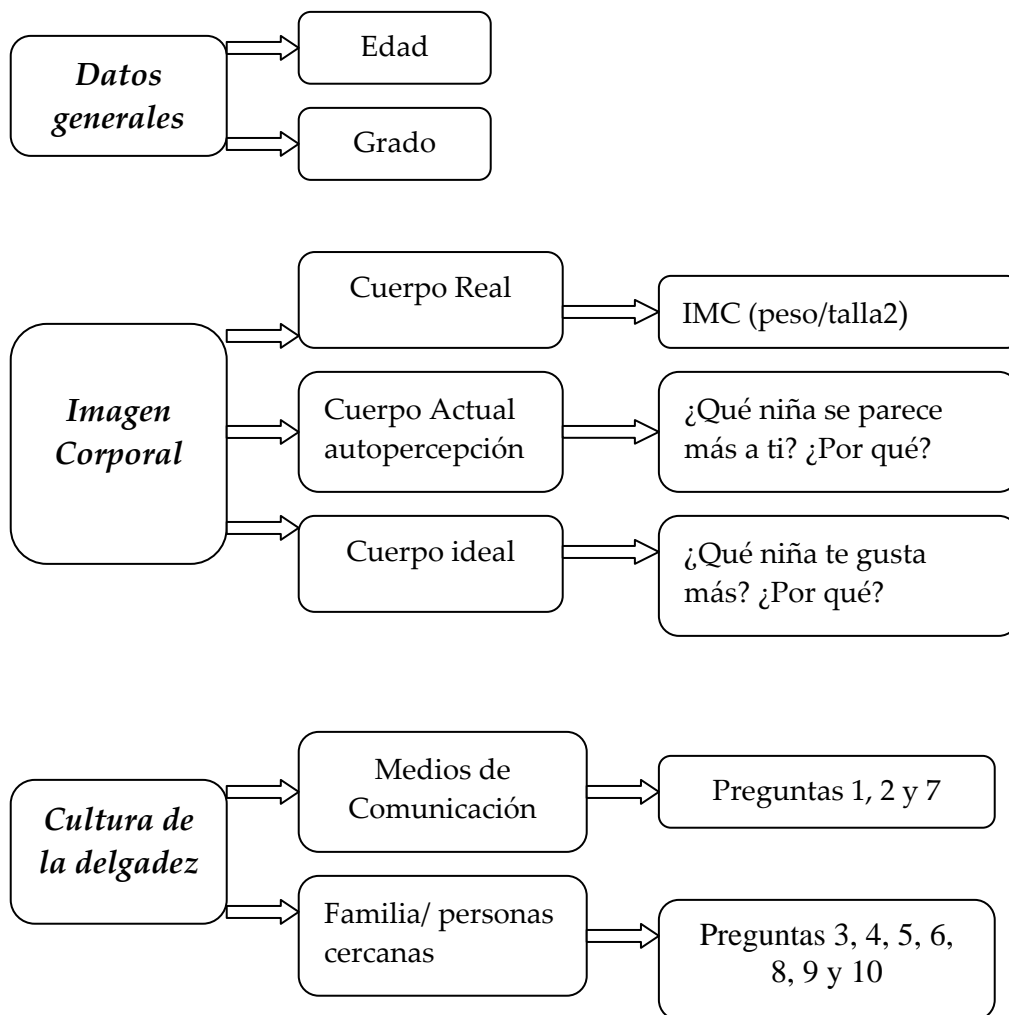 Datos
generales
Edad
Grado
Imagen
Corporal
Cuerpo Real
IMC (peso/talla2)
Cuerpo Actual
autopercepción
¿Qué niña se parece
más a ti? ¿Por qué?
Cuerpo ideal
¿Qué niña te gusta
más? ¿Por qué?
Cultura de
la delgadez
Medios de
Comunicación
Preguntas 1, 2 y 7
Familia/ personas
cercanas
Preguntas 3, 4, 5, 6,
8, 9 y 10